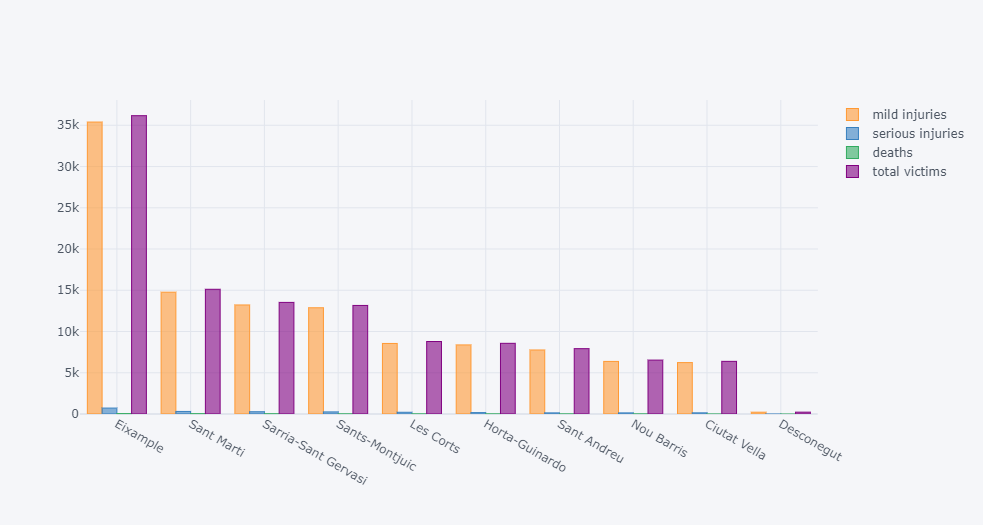 35k
30k
25k
20k
15k
10k
5k
0
Eixample
Sant Marti
Sarria-Sant Gervasi
Sants-Montjuic
Les Corts
Horta-Guinardo
Sant Andreu
Nou Barris
Ciutat Vella
Desconegut
mild injuries
serious injuries
deaths
total victims